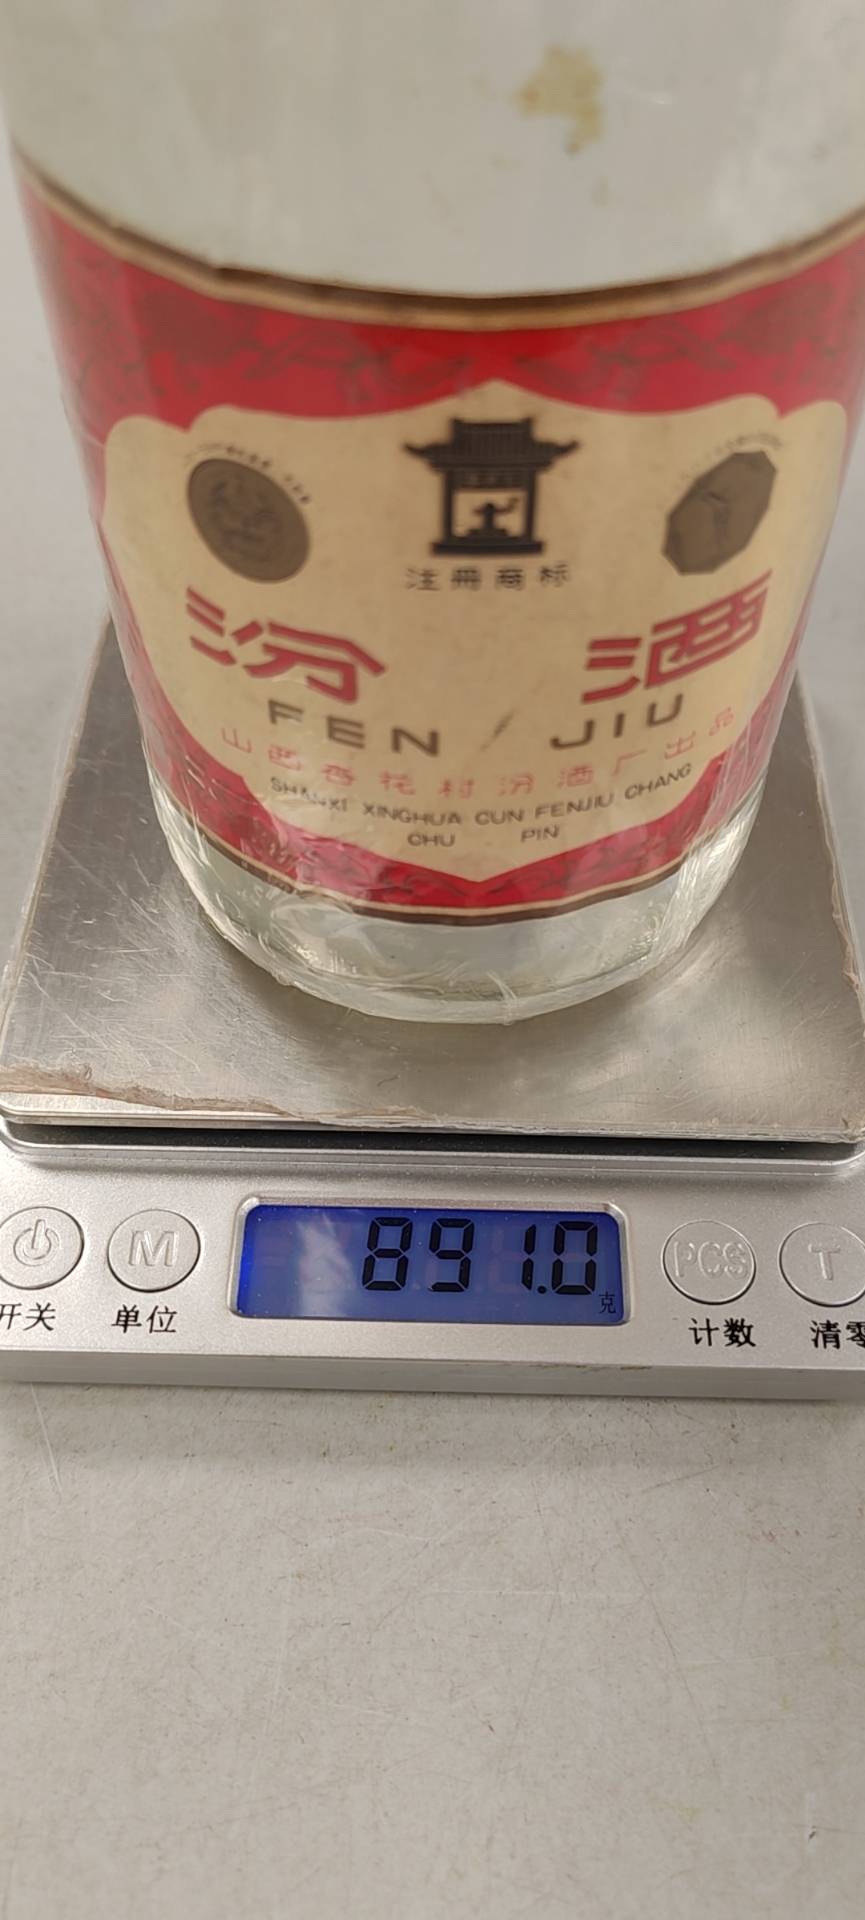 注册商标
汾酒
FEN JIU
山西杏花村汾酒厂出品
SHANXI XINGHUA CUN FENJIU CHANG
CHU PIN
891.0
克
M
PCS
T
开关
单位
计数
清零